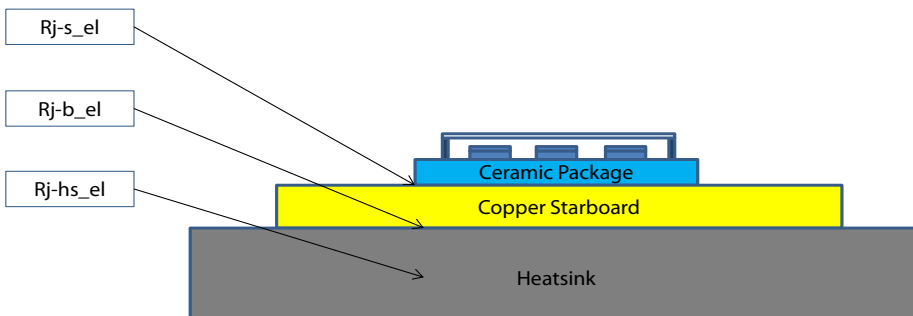 Rj-s_el
Rj-b_el
Rj-hs_el
Ceramic Package
Copper Starboard
Heatsink